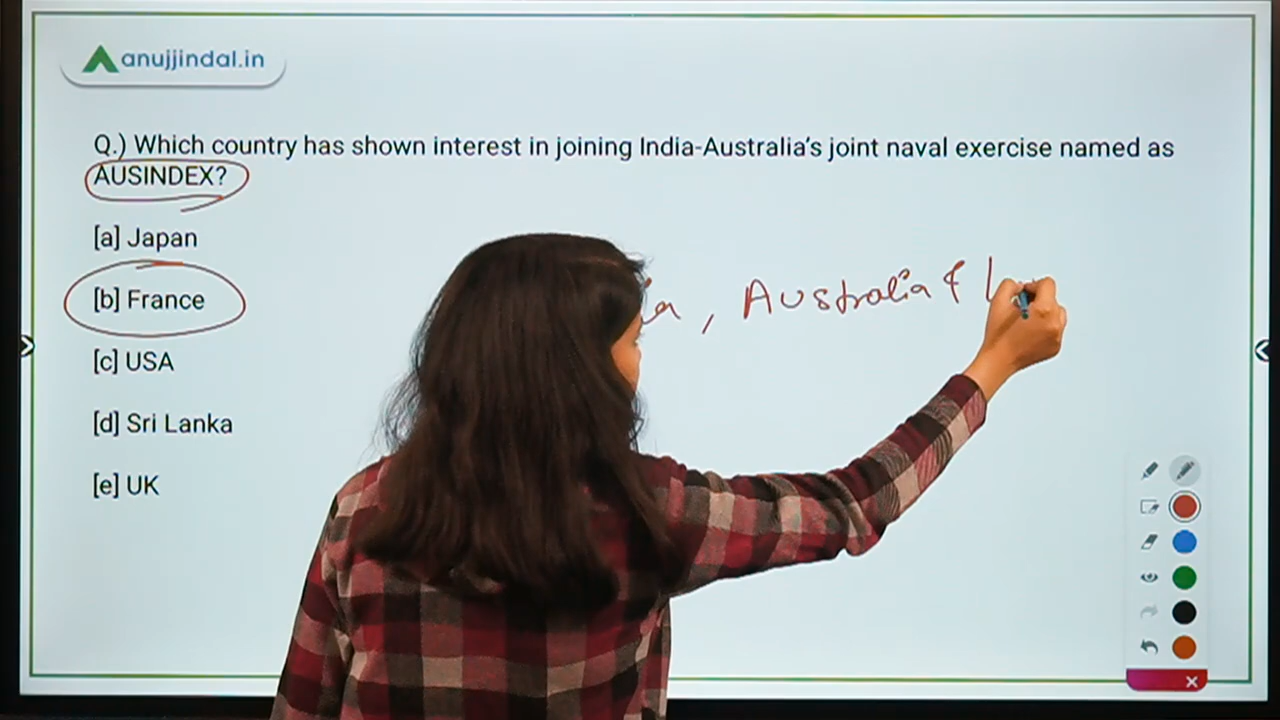 anujjindal.in
Q.) Which country has shown interest in joining India-Australia's joint naval exercise named as
AUSINDEX?
[a] Japan
[b] France
[c] USA
[d] Sri Lanka
[e] UK
, Australia &